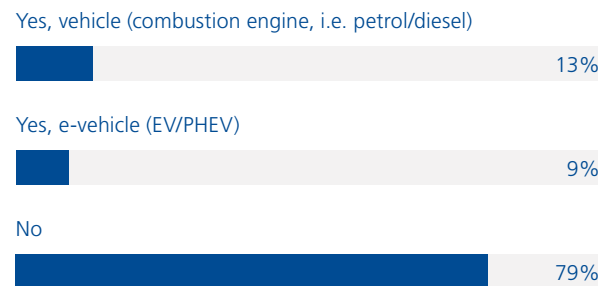 Yes, vehicle (combustion engine, i.e. petrol/diesel)
13%
Yes, e-vehicle (EV/PHEV)
9%
No
79%